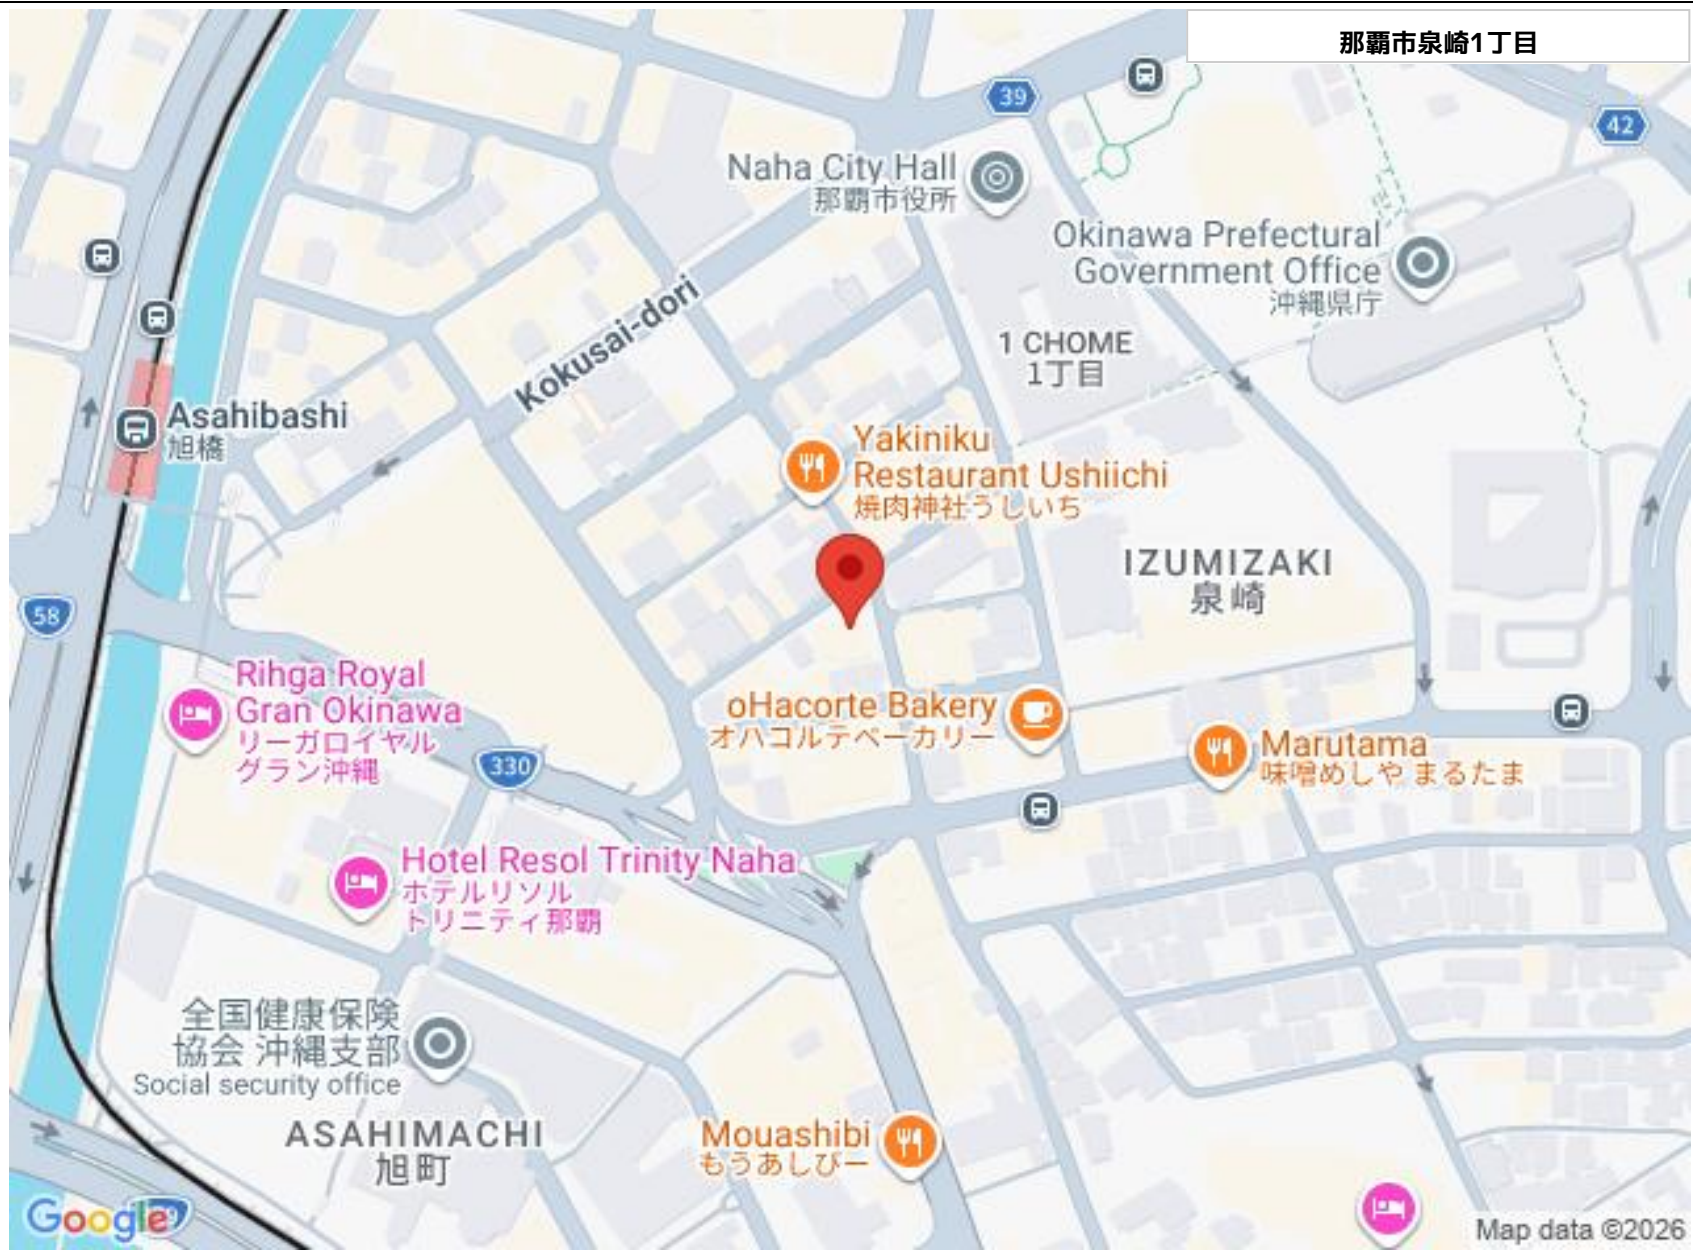 那覇市泉崎1丁目
39
42
Naha City Hall
那覇市役所
Okinawa Prefectural
Government Office
沖縄県庁
Kokusai-dori
1 CHOME
1丁目
Asahibashi
旭橋
Yakiniku
Restaurant Ushiichi
焼肉神社うしいち
IZUMIZAKI
泉崎
58
Rihga Royal
Gran Okinawa
リーガロイヤル
グラン沖縄
oHacorte Bakery
オハコルテベーカリー
Marutama
味噌めしや まるたま
330
Hotel Resol Trinity Naha
ホテルリソル
トリニティ那覇
全国健康保険
協会 沖縄支部
Social security office
ASAHIMACHI
旭町
Mouashibi
もうあしびー
Google
Map data ©2026